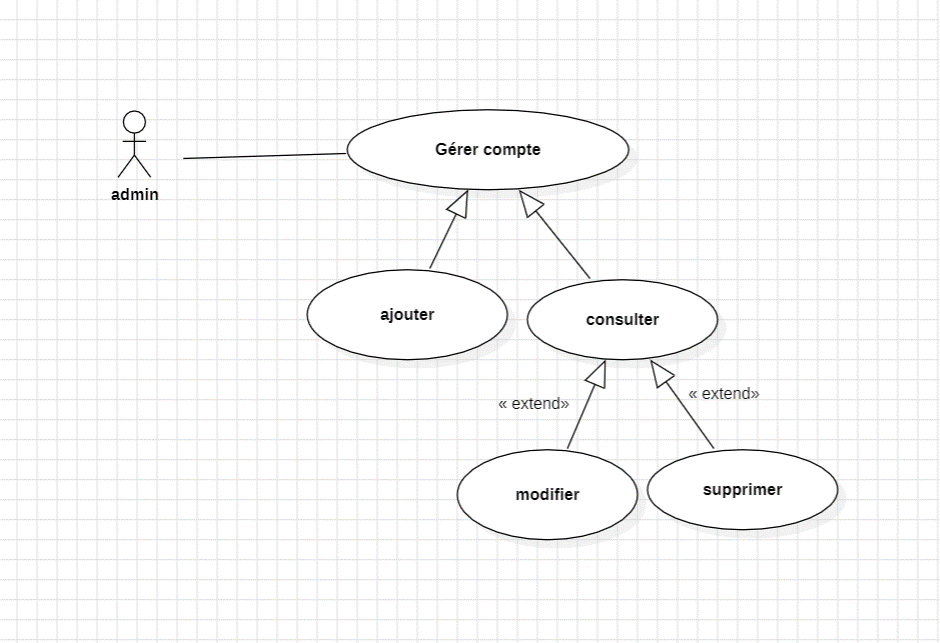 Gérer compte
admin
ajouter
consulter
« extend»
« extend»
modifier
supprimer